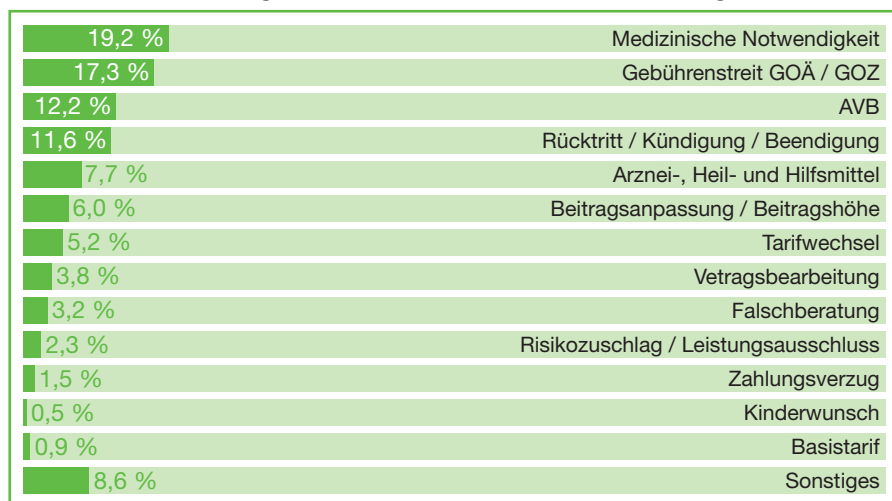 19,2 % Medizinische Notwendigkeit
17,3 % Gebührenstreit GOÄ / GOZ
12,2 % AVB
11,6 % Rücktritt / Kündigung / Beendigung
7,7 % Arznei-, Heil- und Hilfsmittel
6,0 % Beitragsanpassung / Beitragshöhe
5,2 % Tarifwechsel
3,8 % Vetragsbearbeitung
3,2 % Falschberatung
2,3 % Risikozuschlag / Leistungsausschluss
1,5 % Zahlungsverzug
0,5 % Kinderwunsch
0,9 % Basistarif
8,6 % Sonstiges